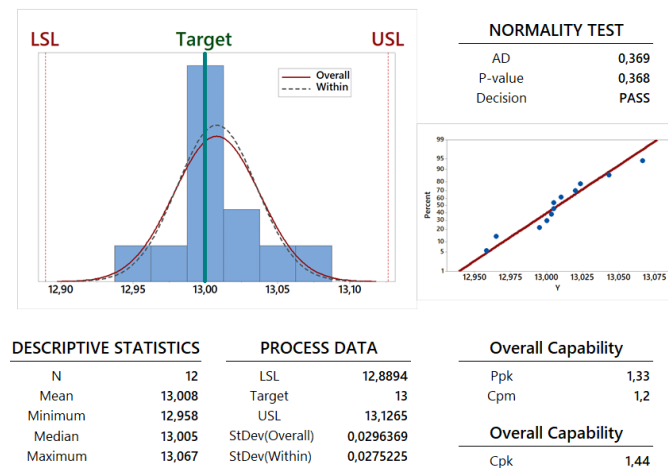 LSL Target USL
Overall
Within
12,90 12,95 13,00 13,05 13,10
NORMALITY TEST
AD 0,369
P-value 0,368
Decision PASS
99
95
90
80
70
60
50
40
30
20
10
5
1
Percent
12,950 12,975 13,000 13,025 13,050 13,075
Y
DESCRIPTIVE STATISTICS
N 12
Mean 13,008
Minimum 12,958
Median 13,005
Maximum 13,067
PROCESS DATA
LSL 12,8894
Target 13
USL 13,1265
StDev(Overall) 0,0296369
StDev(Within) 0,0275225
Overall Capability
Ppk 1,33
Cpm 1,2
Overall Capability
Cpk 1,44